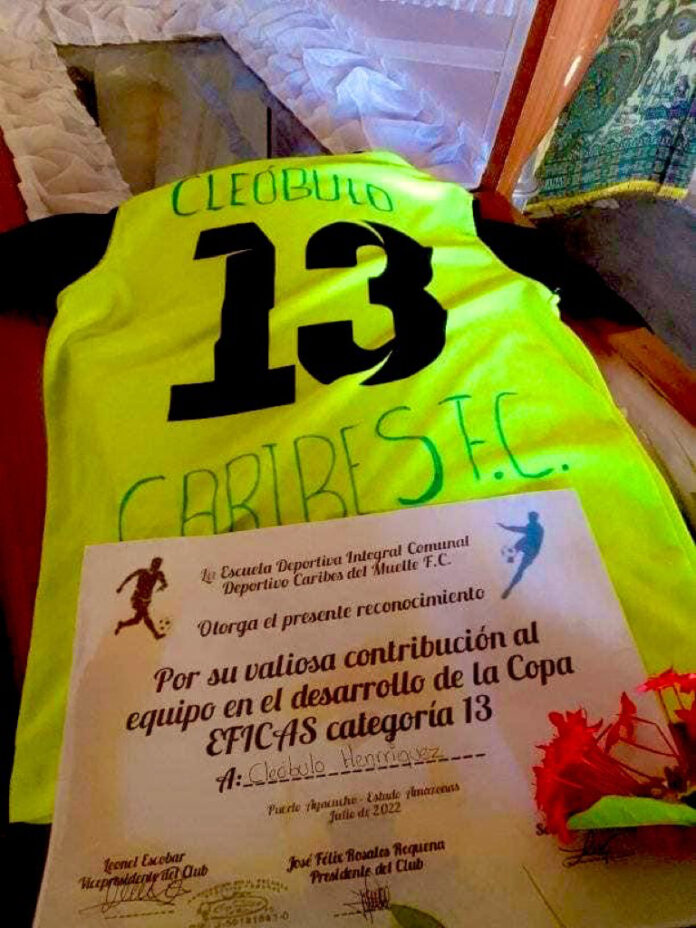 CLEÓBULO
13
CARIBES F.C.
La Escuela Deportiva Integral Comunal
Deportivo Caribes del Muelle F.C.
Otorga el presente reconocimiento
Por su valiosa contribución al
equipo en el desarrollo de la Copa
EFICAS categoría 13
A: Cleóbulo Henrriquez
Puerto Ayacucho - Estado Amazonas
Julio de 2022
Leonel Escobar
Vicepresidente del Club
José Félix Rosales Requena
Presidente del Club